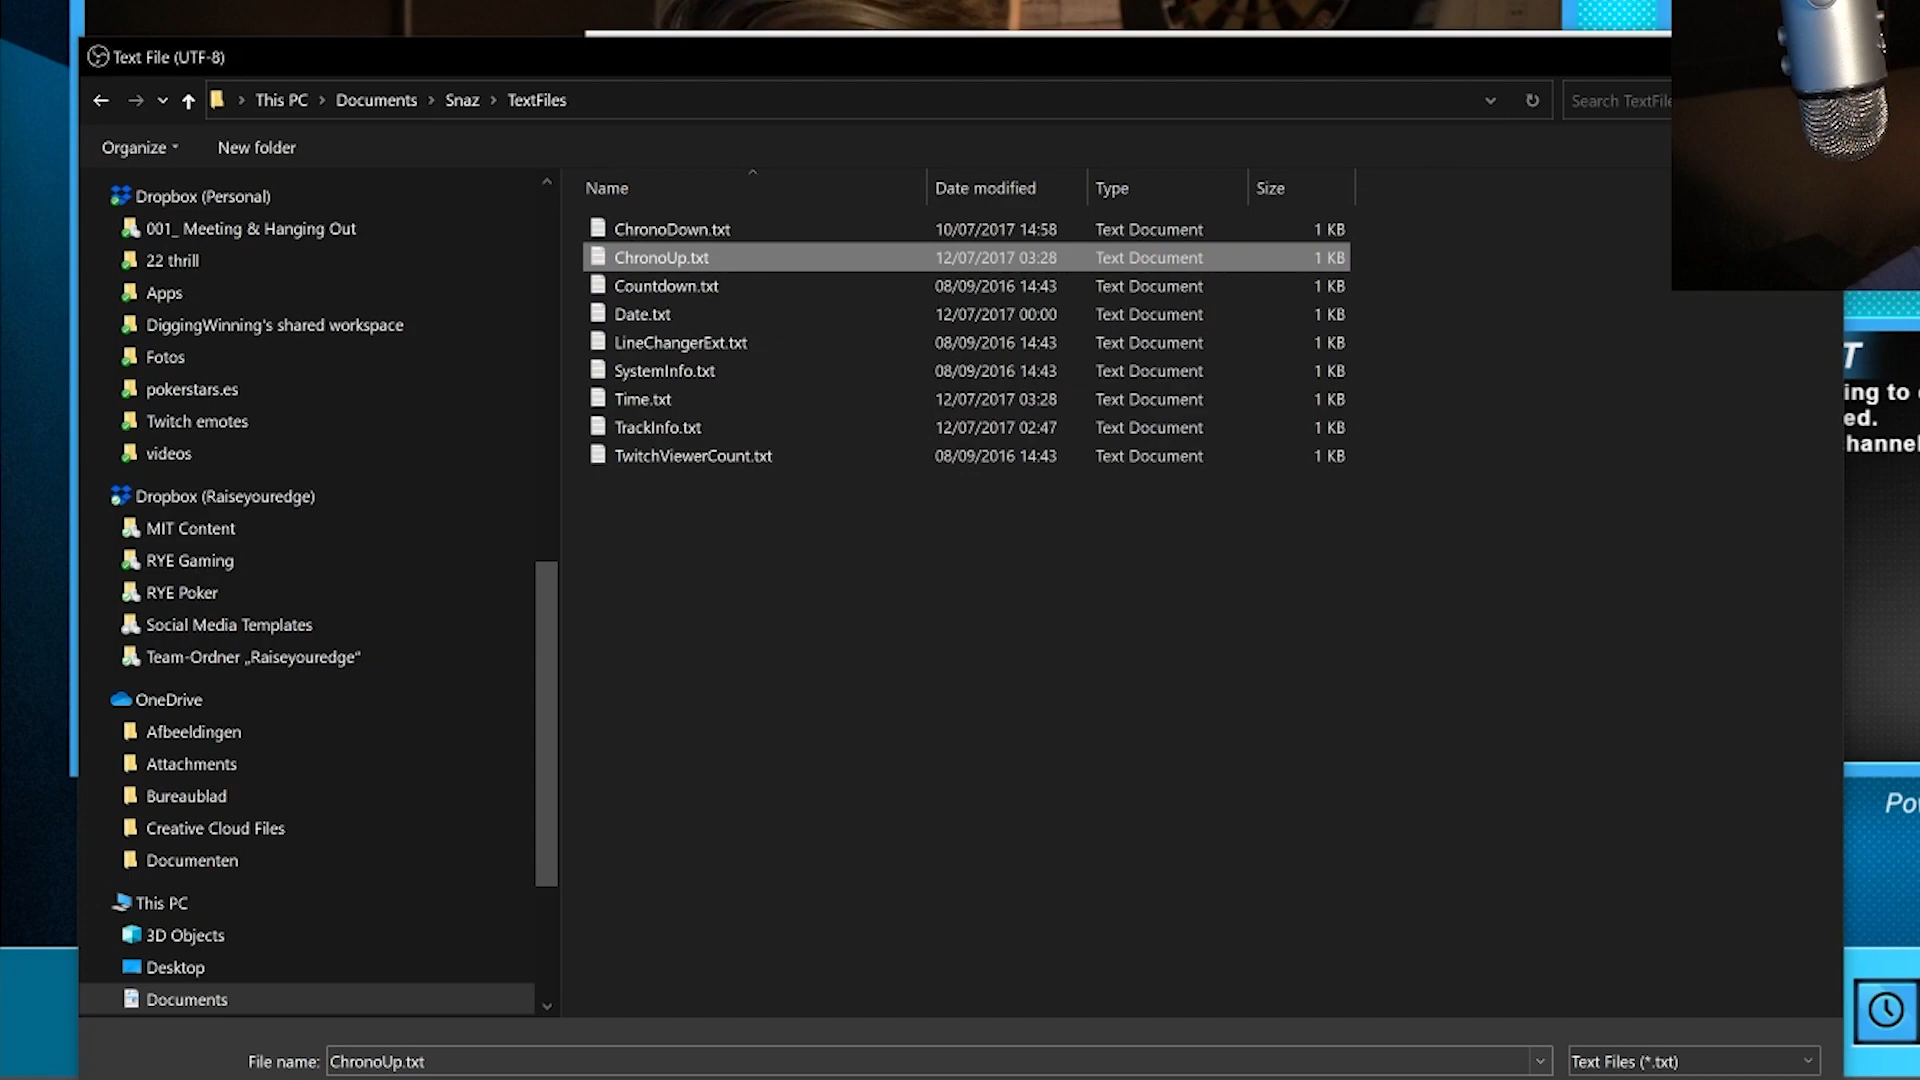 Text File (UTF-8)
This PC > Documents > Snaz > TextFiles
Search TextFile
Organize
New folder
Dropbox (Personal)
001_ Meeting & Hanging Out
22 thrill
Apps
DiggingWinning's shared workspace
Fotos
pokerstars.es
Twitch emotes
videos
Dropbox (Raiseyouredge)
MIT Content
RYE Gaming
RYE Poker
Social Media Templates
Team-Ordner „Raiseyouredge“
OneDrive
Afbeeldingen
Attachments
Bureaublad
Creative Cloud Files
Documenten
This PC
3D Objects
Desktop
Documents
Name Date modified Type Size
ChronoDown.txt 10/07/2017 14:58 Text Document 1 KB
ChronoUp.txt 12/07/2017 03:28 Text Document 1 KB
Countdown.txt 08/09/2016 14:43 Text Document 1 KB
Date.txt 12/07/2017 00:00 Text Document 1 KB
LineChangerExt.txt 08/09/2016 14:43 Text Document 1 KB
SystemInfo.txt 08/09/2016 14:43 Text Document 1 KB
Time.txt 12/07/2017 03:28 Text Document 1 KB
TrackInfo.txt 12/07/2017 02:47 Text Document 1 KB
TwitchViewerCount.txt 08/09/2016 14:43 Text Document 1 KB
T
ing to
ed.
hannel
Pov
File name: ChronoUp.txt
Text Files (*.txt)